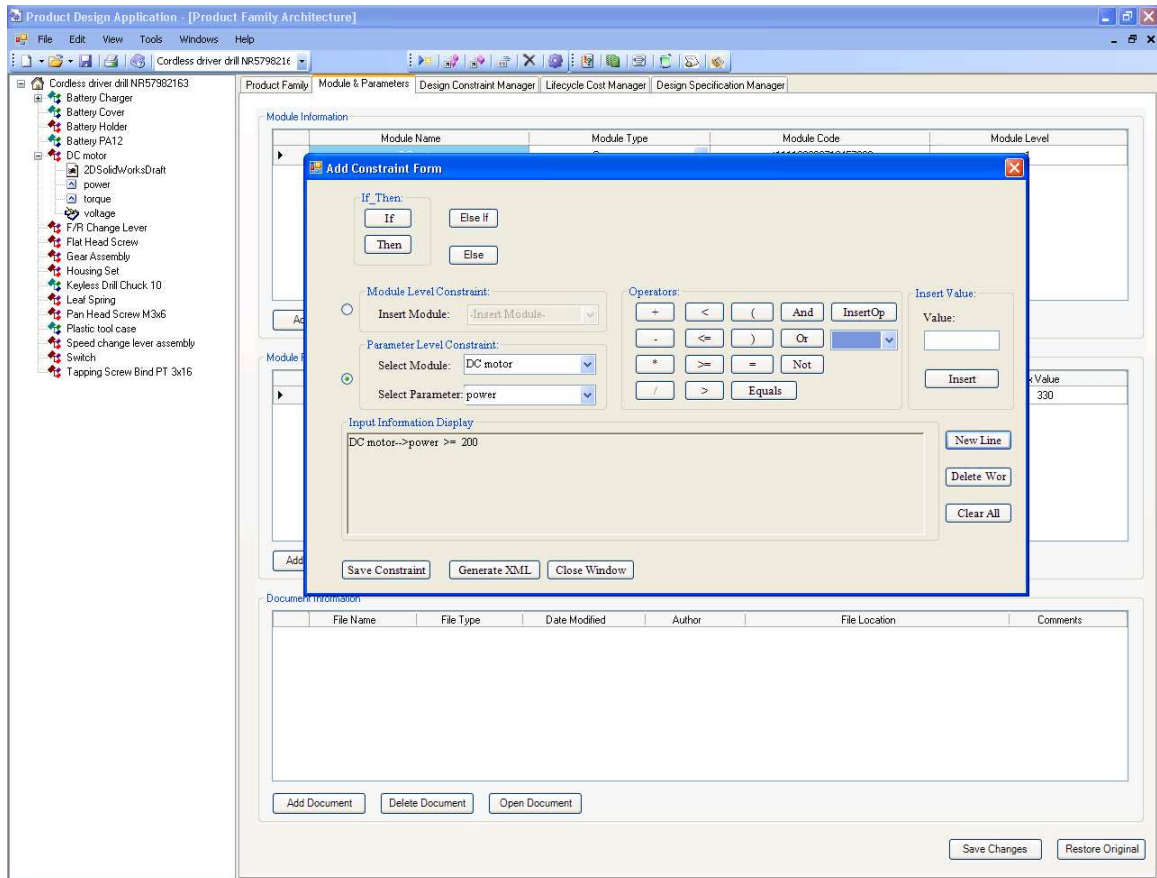 Product Design Application - [Product Family Architecture]
File Edit View Tools Windows Help
Cordless driver drill NR5798216
Cordless driver drill NR57982163
Battery Charger
Battery Cover
Battery Holder
Battery PA12
DC motor
2DSolidWorksDraft
power
torque
voltage
F/R Change Lever
Flat Head Screw
Gear Assembly
Housing Set
Keyless Drill Chuck 10
Leaf Spring
Pan Head Screw M3x6
Plastic tool case
Speed change lever assembly
Switch
Tapping Screw Bind PT 3x16
Product Family Module & Parameters Design Constraint Manager Lifecycle Cost Manager Design Specification Manager
Module Information
Module Name Module Type Module Code Module Level
Add Constraint Form
If_Then:
If Else If
Then
Else
Module Level Constraint:
Insert Module: -Insert Module-
Parameter Level Constraint:
Select Module: DC motor
Select Parameter: power
Operators:
+ < ( And InsertOp
- <= ) Or
* >= = Not
/ > Equals
Insert Value:
Value:
Insert
Input Information Display
DC motor-->power >= 200
New Line
Delete Wor
Clear All
Save Constraint Generate XML Close Window
Ad
Module
x Value
330
Add
Document Information
File Name File Type Date Modified Author File Location Comments
Add Document Delete Document Open Document
Save Changes Restore Original